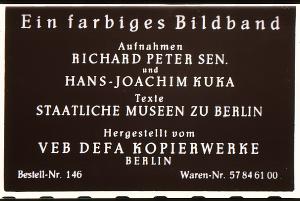 Ein farbiges Bildband
Aufnahmen
RICHARD PETER SEN.
und
HANS-JOACHIM KUKA
Texte
STAATLICHE MUSEEN ZU BERLIN
Hergestellt vom
VEB DEFA KOPIERWERKE
BERLIN
Bestell-Nr. 146 Waren-Nr. 57 84 61 00